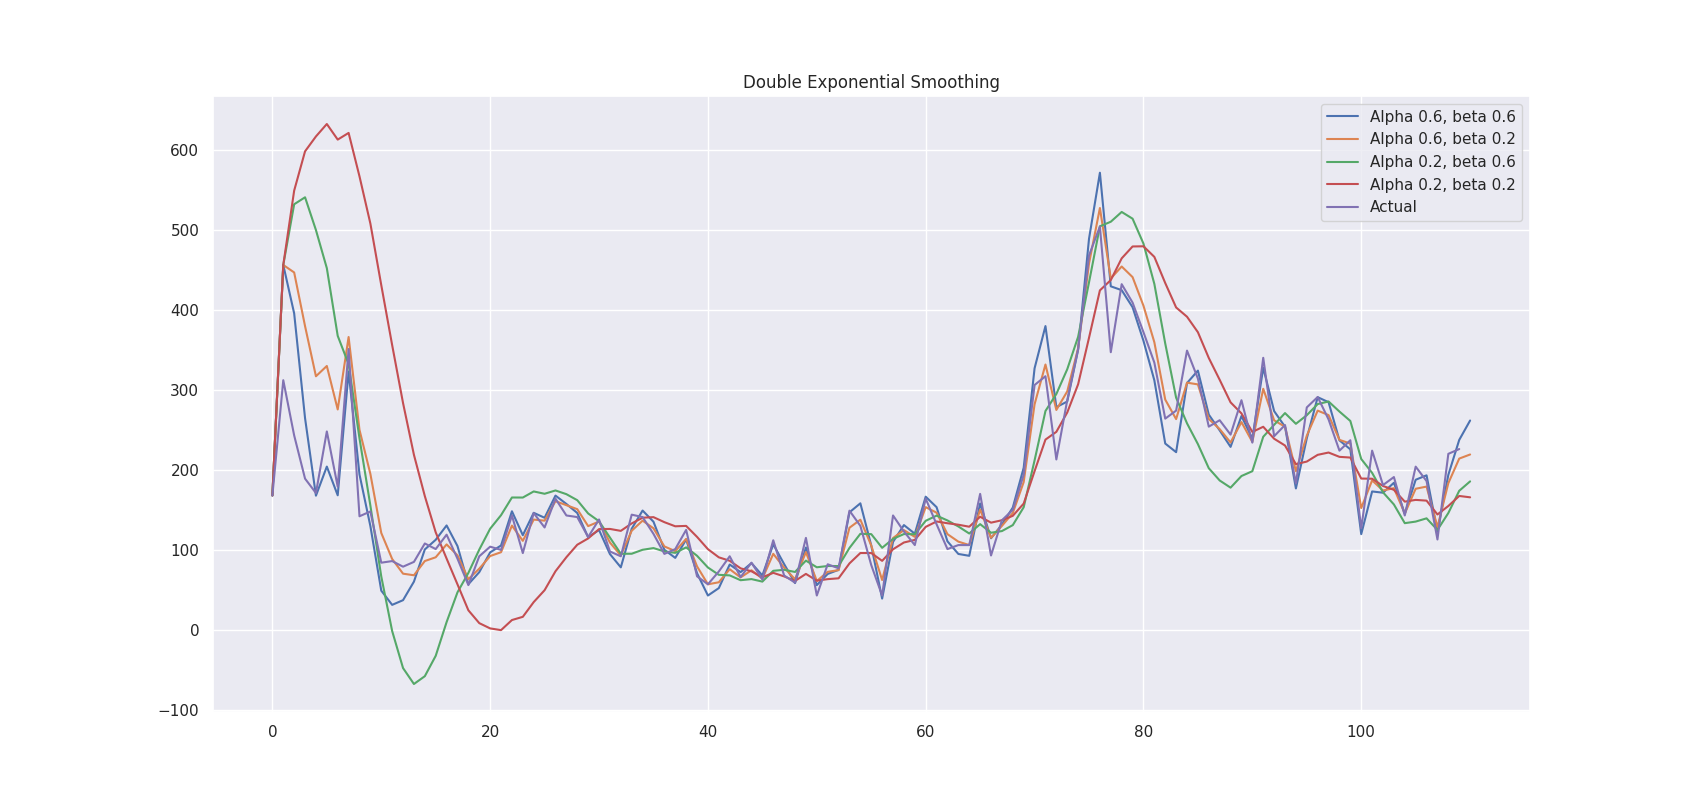 Double Exponential Smoothing
Alpha 0.6, beta 0.6
Alpha 0.6, beta 0.2
Alpha 0.2, beta 0.6
Alpha 0.2, beta 0.2
Actual
600
500
400
300
200
100
0
−100
0 20 40 60 80 100